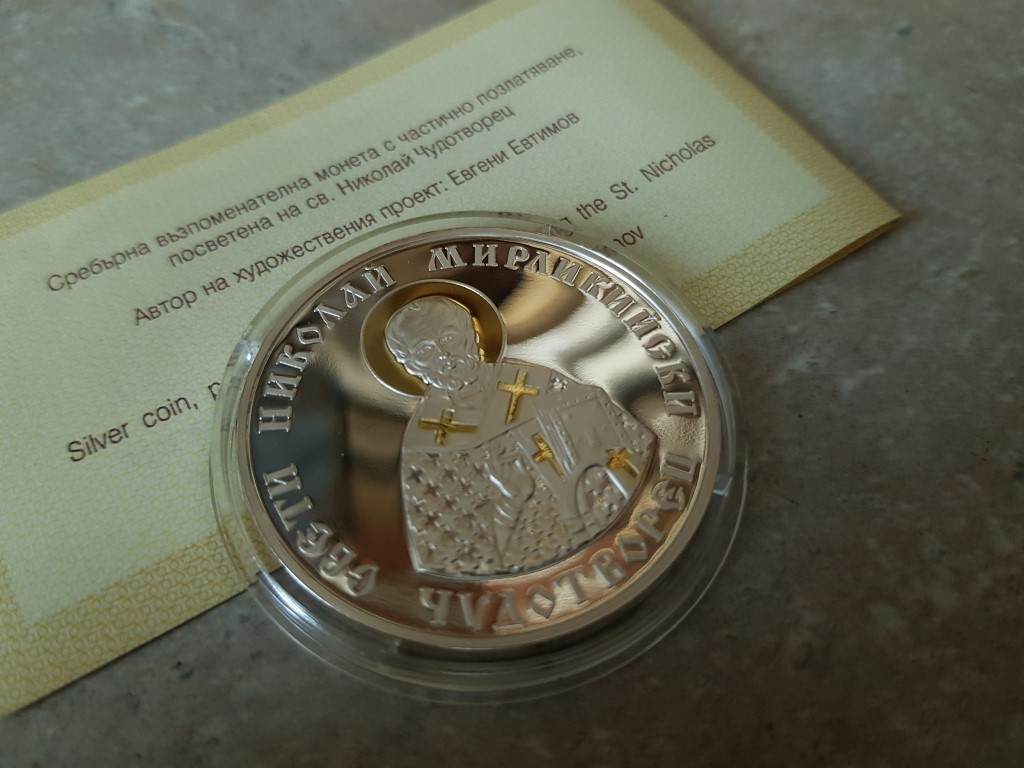 Сребърна възпоменателна монета с частично позлатяване,
посветена на св. Николай Чудотворец
Автор на художествения проект: Евгени Евтимов
Silver coin, the St. Nicholas
СВЕТИ НИКОЛАЙ МИРЛИКИЙСКИ ЧУДОТВОРЕЦ